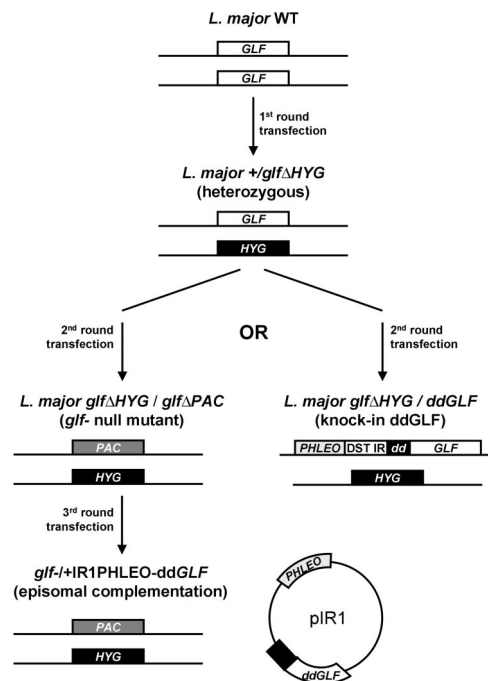 L. major WT
GLF
GLF
1st round
transfection
L. major +/glfΔHYG
(heterozygous)
GLF
HYG
OR
2nd round
transfection
L. major glfΔHYG / glfΔPAC
(glf- null mutant)
PAC
HYG
2nd round
transfection
L. major glfΔHYG / ddGLF
(knock-in ddGLF)
PHLEO DST IR dd GLF
HYG
3rd round
transfection
glf-/+IR1PHLEO-ddGLF
(episomal complementation)
PAC
HYG
PHLEO
pIR1
ddGLF